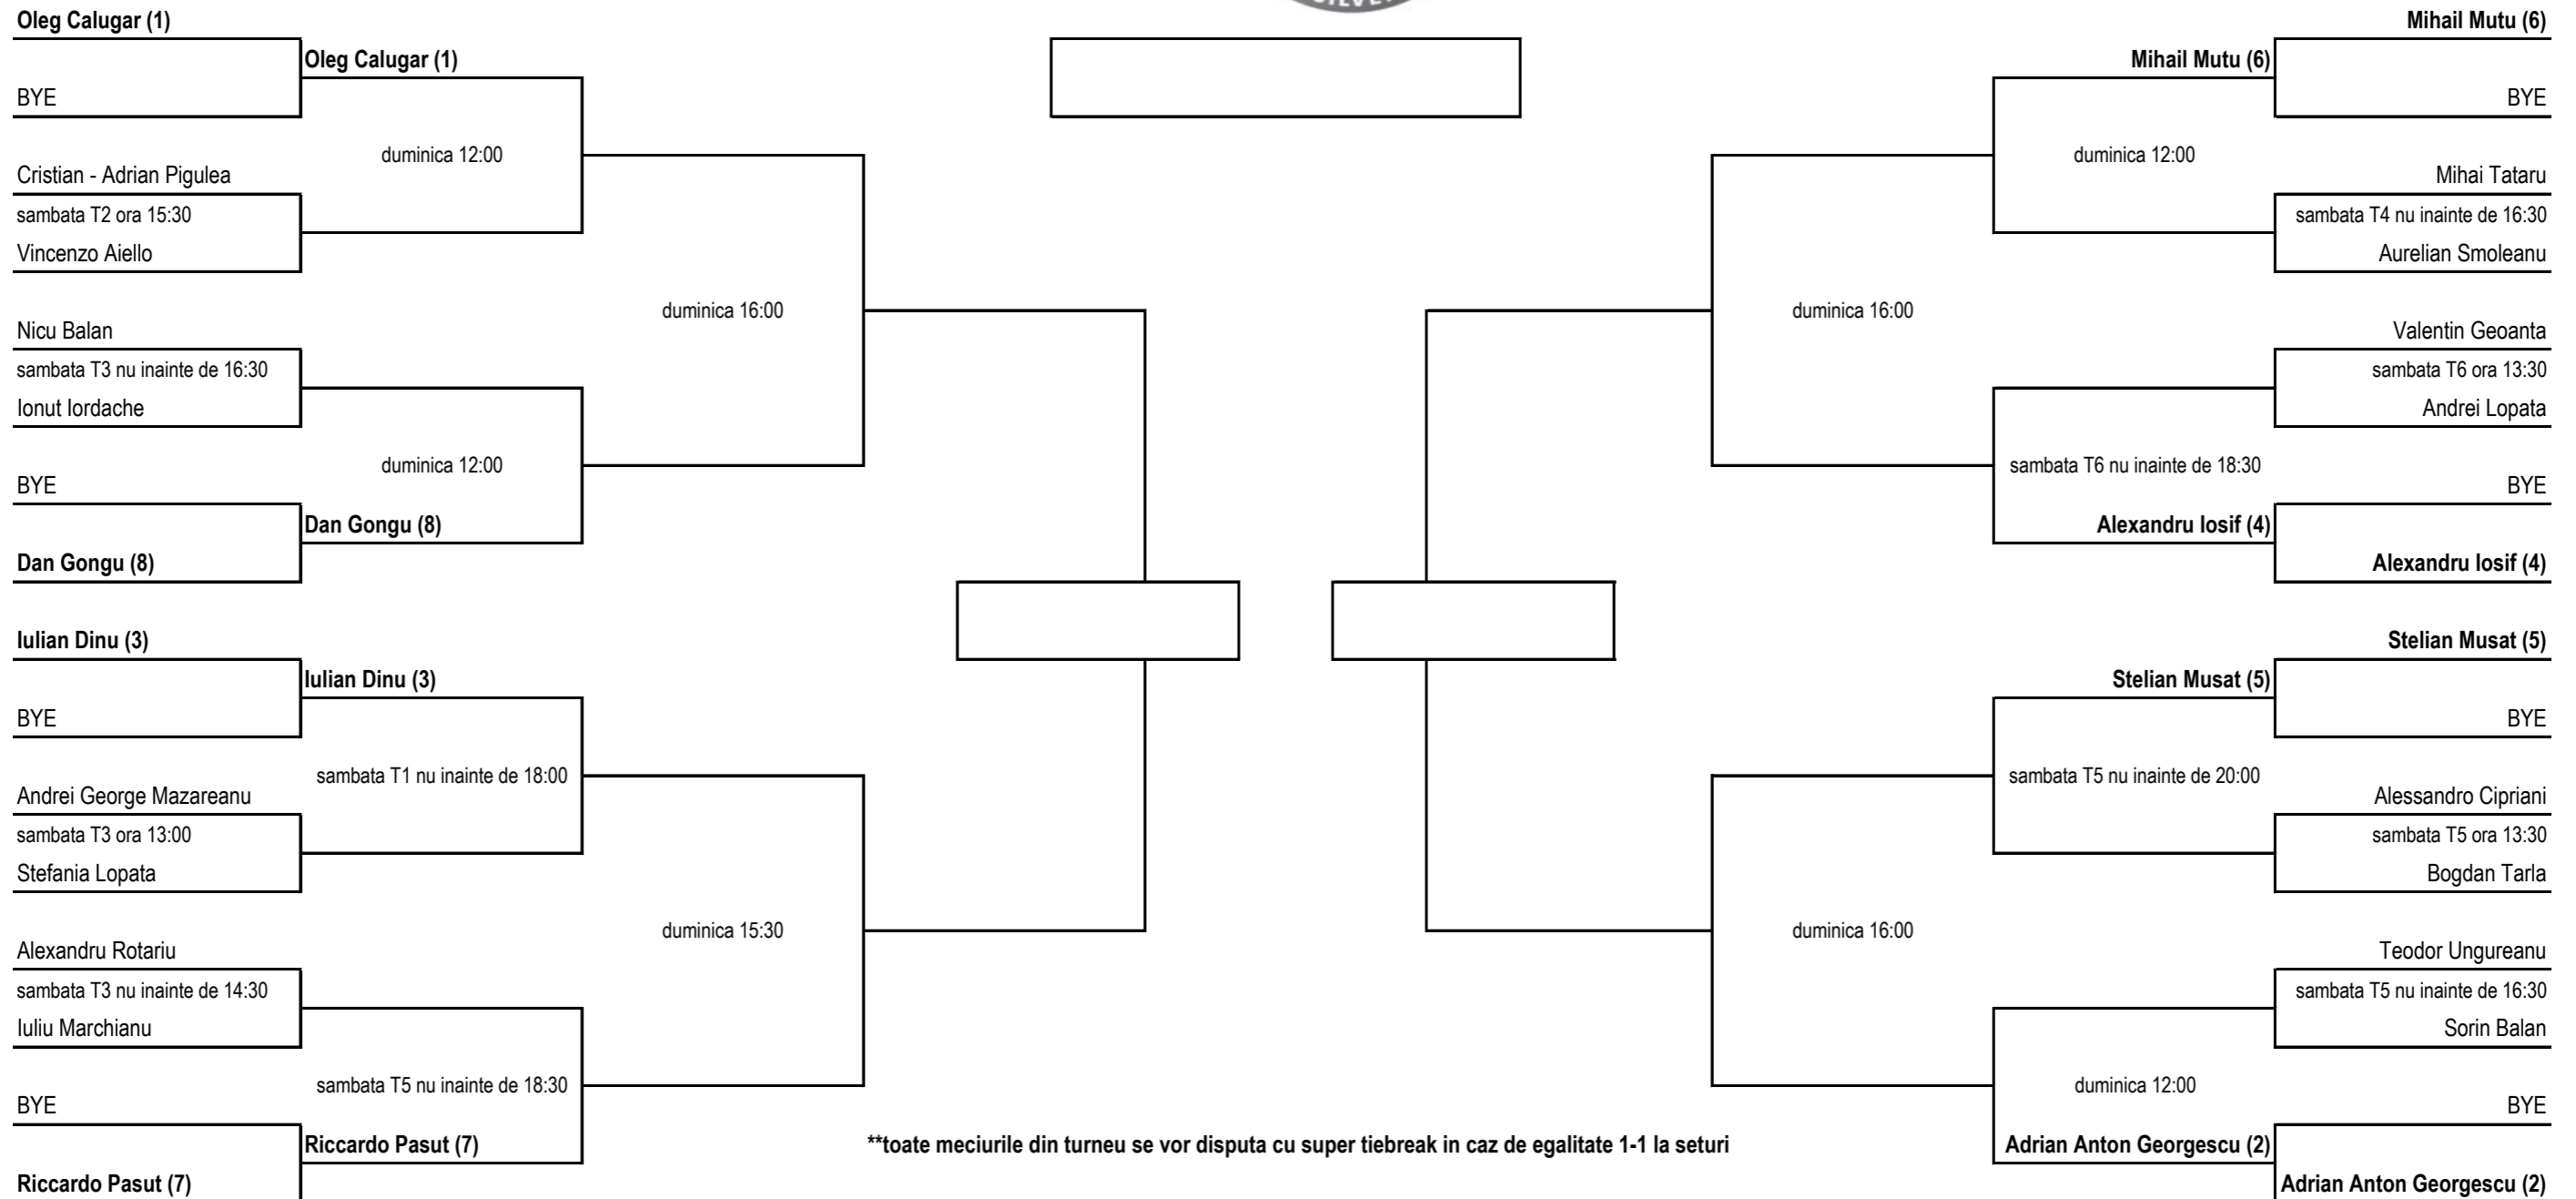 SILVER
Oleg Calugar (1)
Oleg Calugar (1)
BYE
duminica 12:00
Cristian - Adrian Pigulea
sambata T2 ora 15:30
Vincenzo Aiello
duminica 16:00
Nicu Balan
sambata T3 nu inainte de 16:30
Ionut Iordache
duminica 12:00
BYE
Dan Gongu (8)
Dan Gongu (8)
Iulian Dinu (3)
Iulian Dinu (3)
BYE
sambata T1 nu inainte de 18:00
Andrei George Mazareanu
sambata T3 ora 13:00
Stefania Lopata
duminica 15:30
Alexandru Rotariu
sambata T3 nu inainte de 14:30
Iuliu Marchianu
sambata T5 nu inainte de 18:30
BYE
Riccardo Pasut (7)
Riccardo Pasut (7)
Mihail Mutu (6)
Mihail Mutu (6)
BYE
duminica 12:00
Mihai Tataru
sambata T4 nu inainte de 16:30
Aurelian Smoleanu
duminica 16:00
Valentin Geoanta
sambata T6 ora 13:30
Andrei Lopata
sambata T6 nu inainte de 18:30
BYE
Alexandru Iosif (4)
Alexandru Iosif (4)
Stelian Musat (5)
Stelian Musat (5)
BYE
sambata T5 nu inainte de 20:00
Alessandro Cipriani
sambata T5 ora 13:30
Bogdan Tarla
duminica 16:00
Teodor Ungureanu
sambata T5 nu inainte de 16:30
Sorin Balan
duminica 12:00
BYE
Adrian Anton Georgescu (2)
Adrian Anton Georgescu (2)
**toate meciurile din turneu se vor disputa cu super tiebreak in caz de egalitate 1-1 la seturi